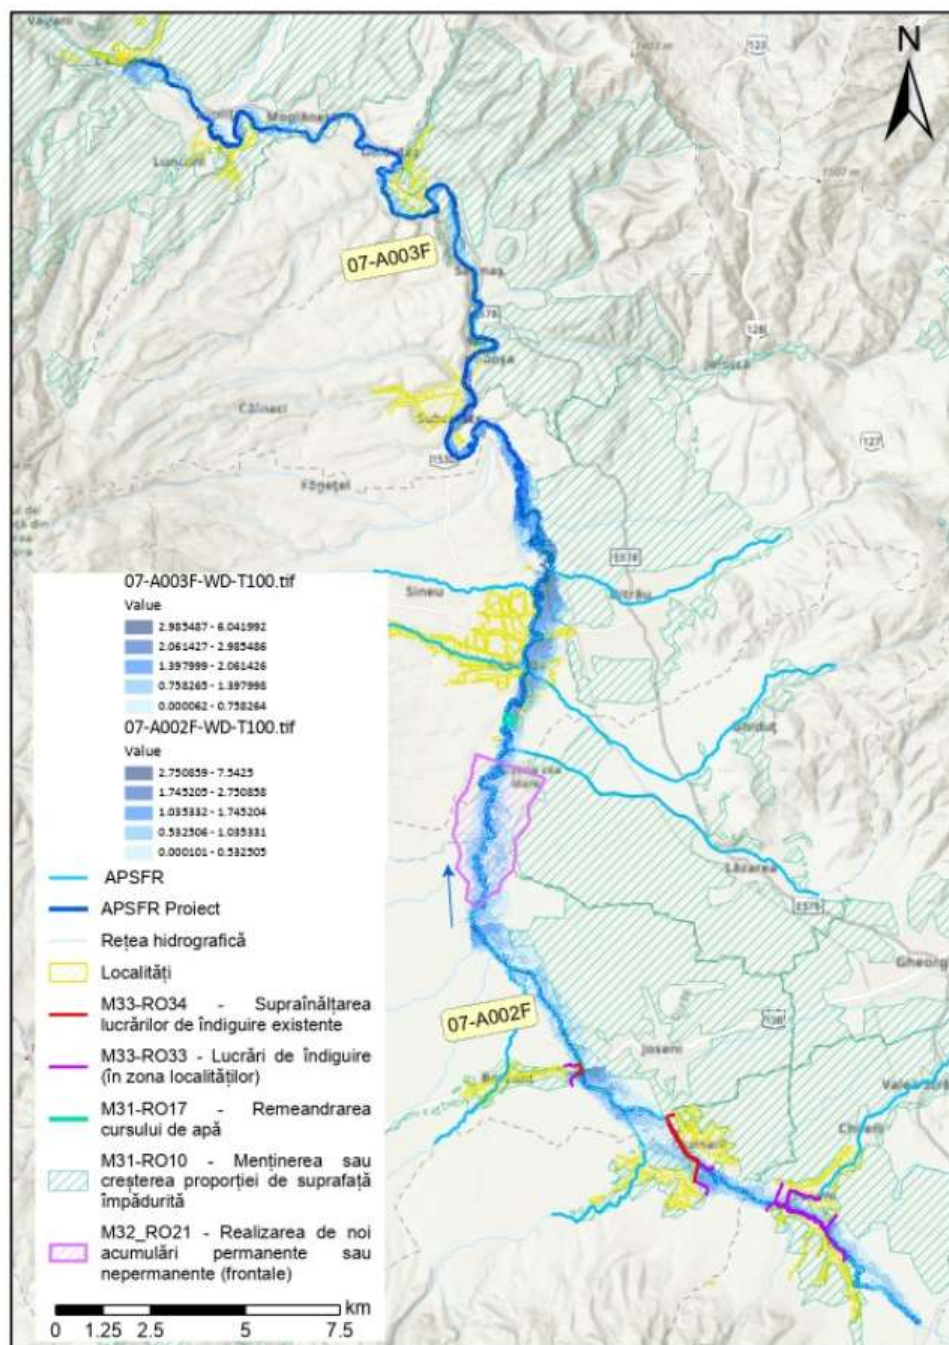 N
Lunconi
07-A003F
128
Călnaci
127
Făgețel
E578
Sineu
Lăzarea
Joseni
07-A002F
07-A003F-WD-T100.tif
Value
2.985487 - 6.041992
2.061427 - 2.985486
1.397999 - 2.061426
0.758265 - 1.397998
0.000062 - 0.758264
07-A002F-WD-T100.tif
Value
2.750859 - 7.5425
1.745205 - 2.750858
1.035332 - 1.745204
0.532506 - 1.035331
0.000101 - 0.532505
APSFR
APSFR Proiect
Rețea hidrografică
Localități
M33-RO34 - Supraînălțarea
lucrărilor de îndiguire existente
M33-RO33 - Lucrări de îndiguire
(în zona localităților)
M31-RO17 - Remeandrarea
cursului de apă
M31-RO10 - Menținerea sau
creșterea proporției de suprafață
împădurită
M32_RO21 - Realizarea de noi
acumulări permanente sau
nepermanente (frontale)
km
0 1.25 2.5 5 7.5